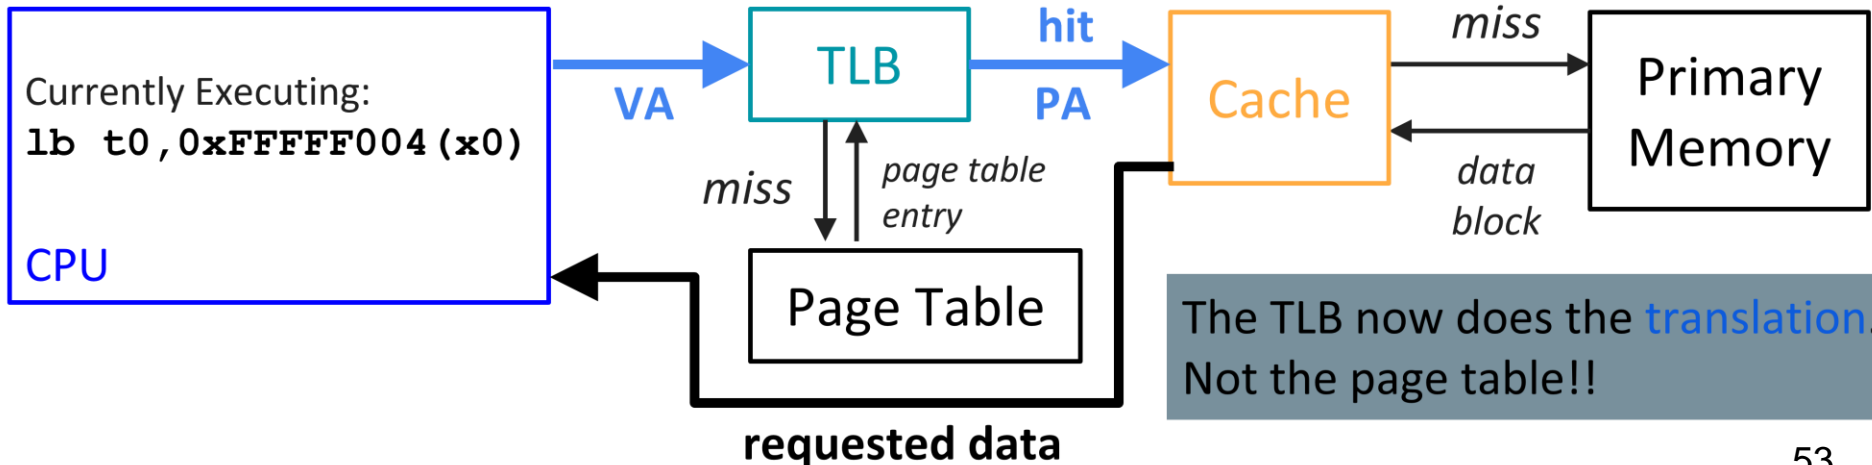 Currently Executing:
lb t0,0xFFFFF004(x0)
CPU
VA
TLB
hit
PA
miss
page table
entry
Page Table
Cache
miss
data
block
Primary
Memory
requested data
The TLB now does the translation.
Not the page table!!
53